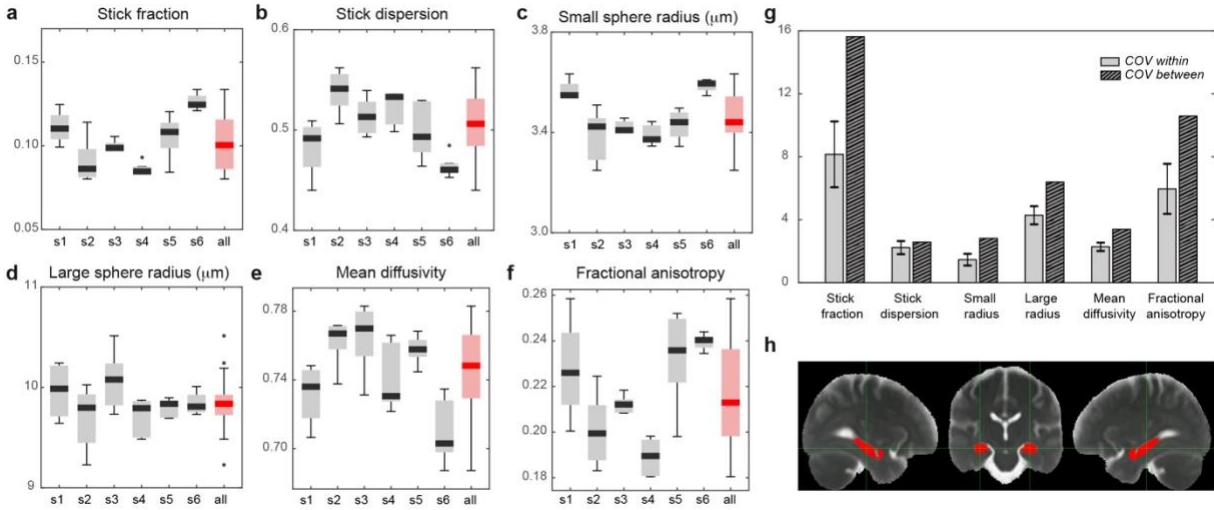 a
Stick fraction
0.15
0.10
0.05
s1 s2 s3 s4 s5 s6 all
b
Stick dispersion
0.6
0.5
0.4
s1 s2 s3 s4 s5 s6 all
c
Small sphere radius (μm)
3.8
3.4
3.0
s1 s2 s3 s4 s5 s6 all
d
Large sphere radius (μm)
11
10
9
s1 s2 s3 s4 s5 s6 all
e
Mean diffusivity
0.78
0.74
0.70
s1 s2 s3 s4 s5 s6 all
f
Fractional anisotropy
0.26
0.24
0.22
0.20
0.18
s1 s2 s3 s4 s5 s6 all
g
16
12
8
4
0
COV within
COV between
Stick fraction
Stick dispersion
Small radius
Large radius
Mean diffusivity
Fractional anisotropy
h